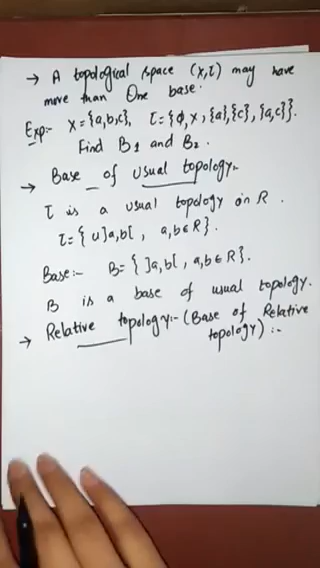 → A topological space (X,τ) may have
more than One base.
Exp:- X={a,b,c}, τ={φ,X,{a},{c},{a,c}}.
Find B₁ and B₂.
→ Base of usual topology:-
τ is a usual topology on R.
τ={∪]a,b[, a,b∈R}.
Base:- B={]a,b[, a,b∈R}.
B is a base of usual topology.
→ Relative topology:- (Base of Relative
topology):-